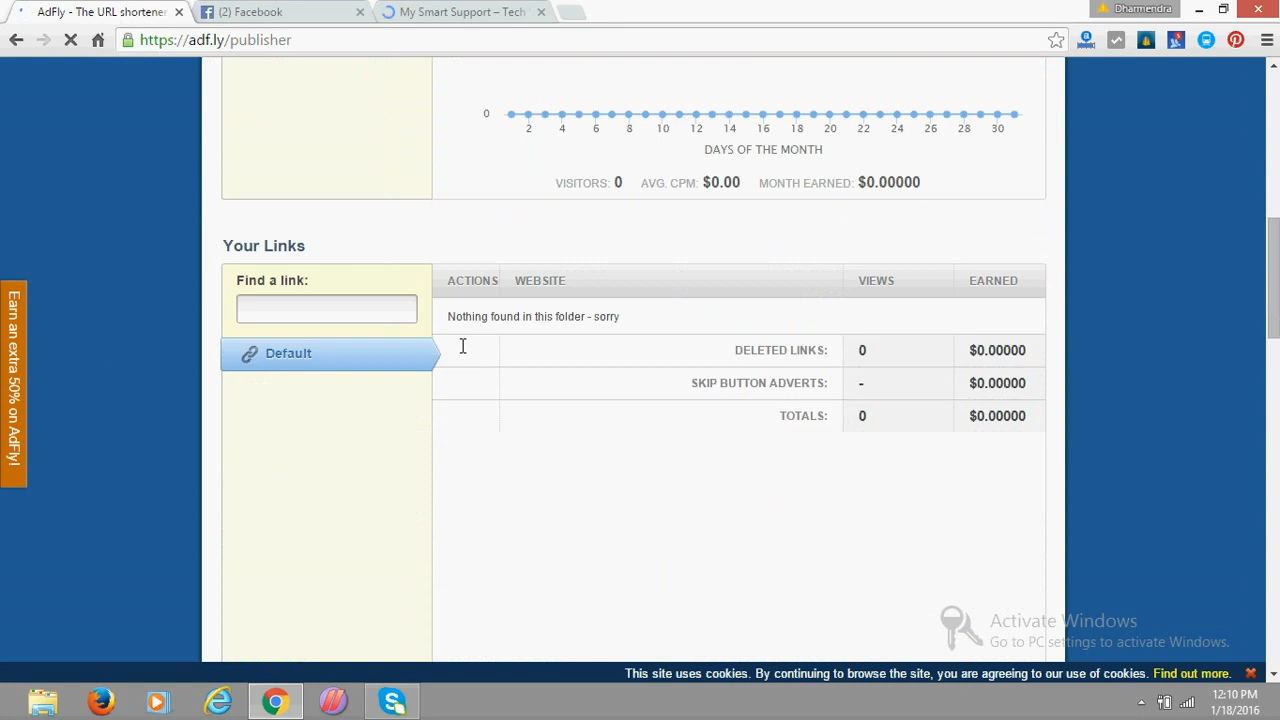 AdFly - The URL shortener
(2) Facebook
My Smart Support – Tech
Dharmendra
https://adf.ly/publisher
0
2 4 6 8 10 12 14 16 18 20 22 24 26 28 30
DAYS OF THE MONTH
VISITORS: 0 AVG. CPM: $0.00 MONTH EARNED: $0.00000
Your Links
Find a link:
ACTIONS WEBSITE VIEWS EARNED
Nothing found in this folder - sorry
Default
DELETED LINKS: 0 $0.00000
SKIP BUTTON ADVERTS: - $0.00000
TOTALS: 0 $0.00000
Earn an extra 50% on AdFly!
Activate Windows
Go to PC settings to activate Windows.
This site uses cookies. By continuing to browse the site, you are agreeing to our use of cookies. Find out more.
12:10 PM
1/18/2016